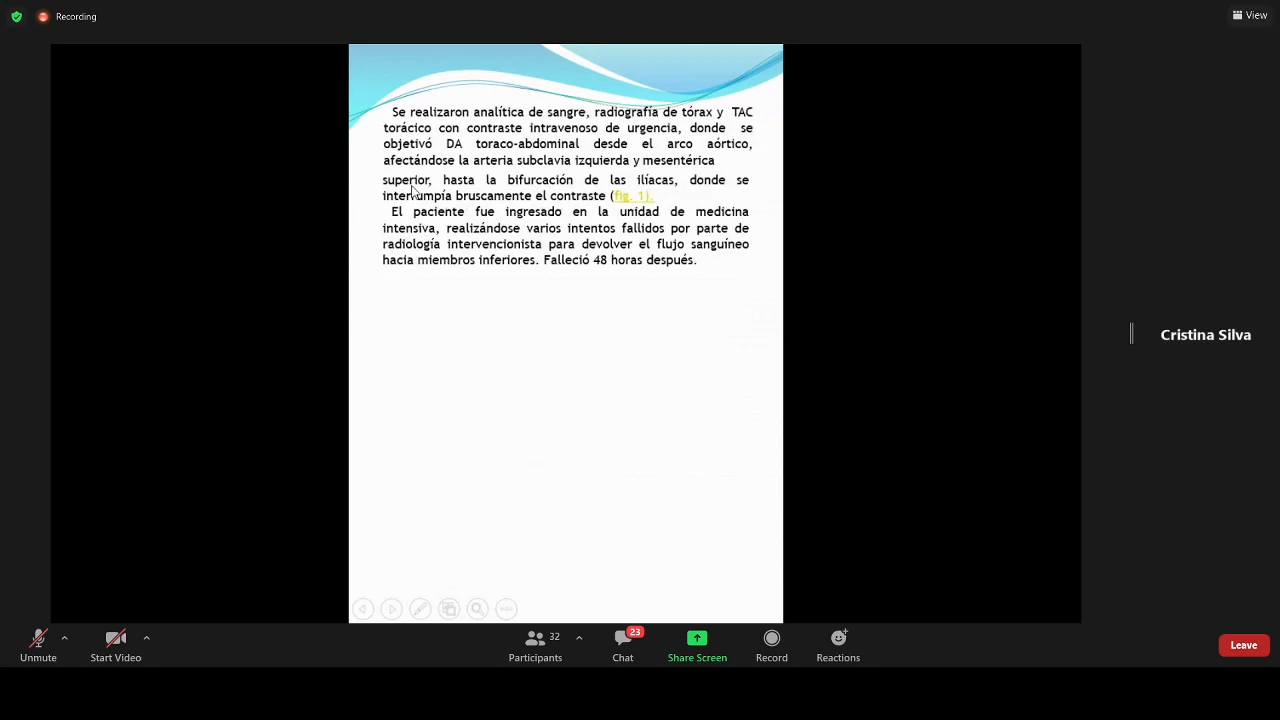 Recording
View
Se realizaron analítica de sangre, radiografía de tórax y TAC
torácico con contraste intravenoso de urgencia, donde se
objetivó DA toraco-abdominal desde el arco aórtico,
afectándose la arteria subclavia izquierda y mesentérica
superior, hasta la bifurcación de las ilíacas, donde se
interrumpía bruscamente el contraste (fig. 1).
El paciente fue ingresado en la unidad de medicina
intensiva, realizándose varios intentos fallidos por parte de
radiología intervencionista para devolver el flujo sanguíneo
hacia miembros inferiores. Falleció 48 horas después.
Cristina Silva
Unmute
Start Video
32
Participants
23
Chat
Share Screen
Record
Reactions
Leave